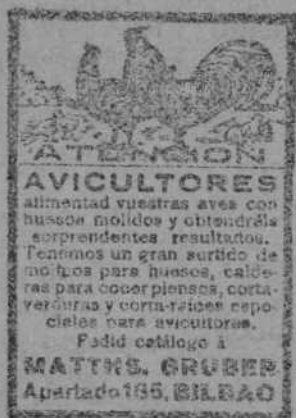 ATENCION
AVICULTORES
alimentad vuestras aves con
huesos molidos y obtendréis
sorprendentes resultados.
Tenemos un gran surtido de
molinos para huesos, calde-
ras para cocer piensos, corta-
verduras y corta-raíces espe-
ciales para avicultores.
Pedid catálogo á
MATTHS. GRUBER
Apartado 165, BILBAO